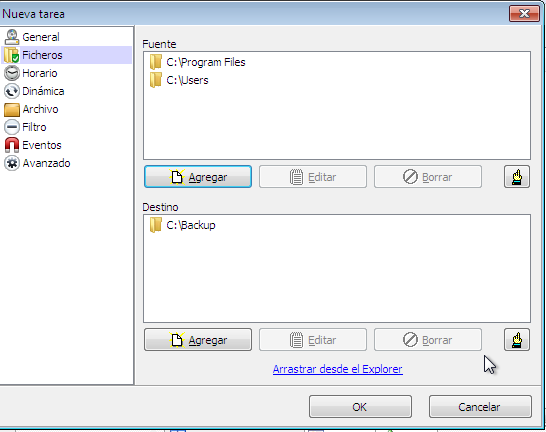 Nueva tarea
General
Ficheros
Horario
Dinámica
Archivo
Filtro
Eventos
Avanzado
Fuente
C:\Program Files
C:\Users
Agregar
Editar
Borrar
Destino
C:\Backup
Agregar
Editar
Borrar
Arrastrar desde el Explorer
OK
Cancelar